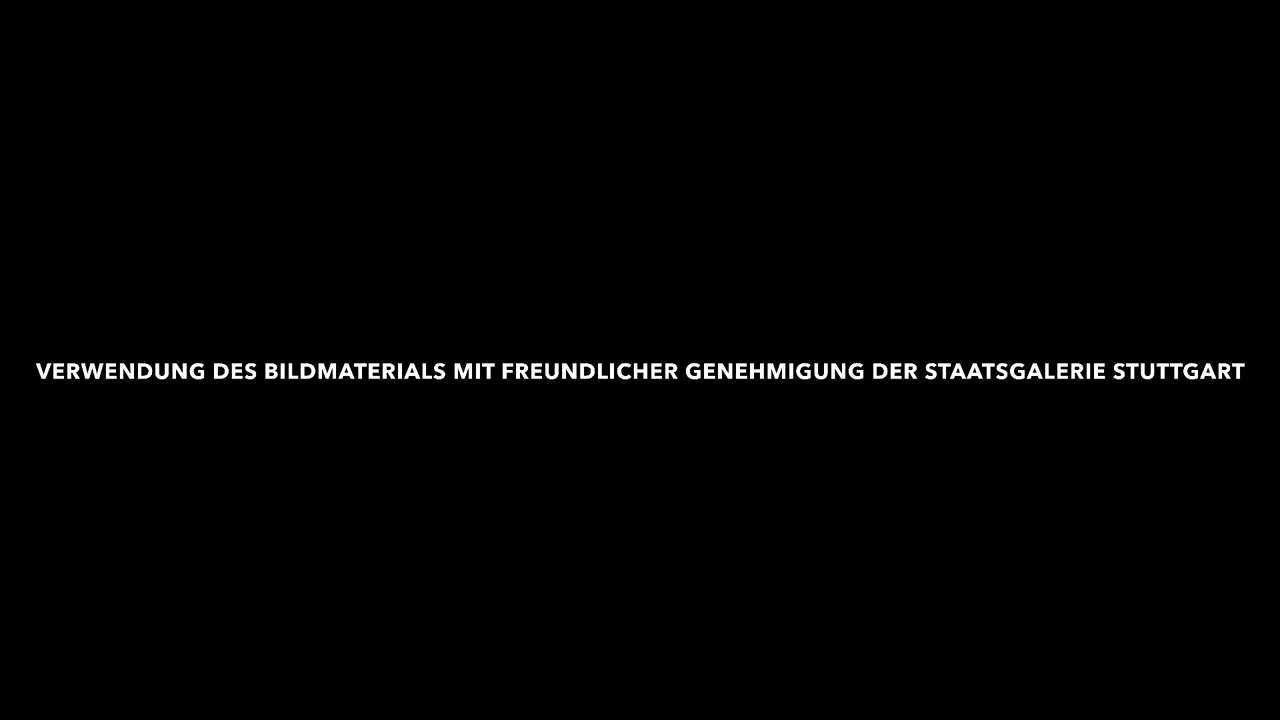 VERWENDUNG DES BILDMATERIALS MIT FREUNDLICHER GENEHMIGUNG DER STAATSGALERIE STUTTGART